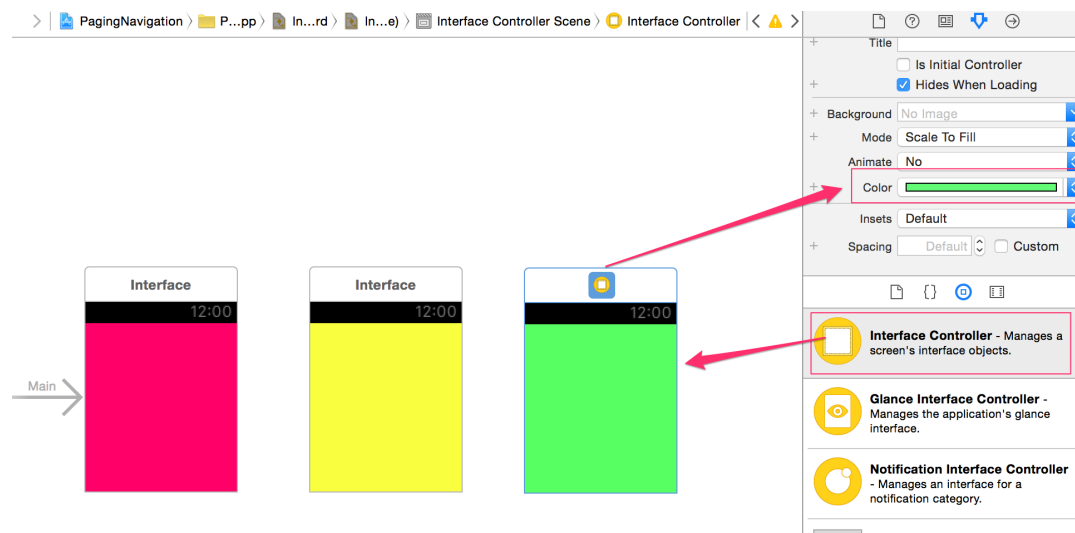 PagingNavigation P...pp In...rd In...e) Interface Controller Scene Interface Controller
Title
Is Initial Controller
Hides When Loading
Background No Image
Mode Scale To Fill
Animate No
Color
Insets Default
Spacing Default Custom
Interface
12:00
Interface
12:00
12:00
Main
Interface Controller - Manages a
screen's interface objects.
Glance Interface Controller -
Manages the application's glance
interface.
Notification Interface Controller
- Manages an interface for a
notification category.